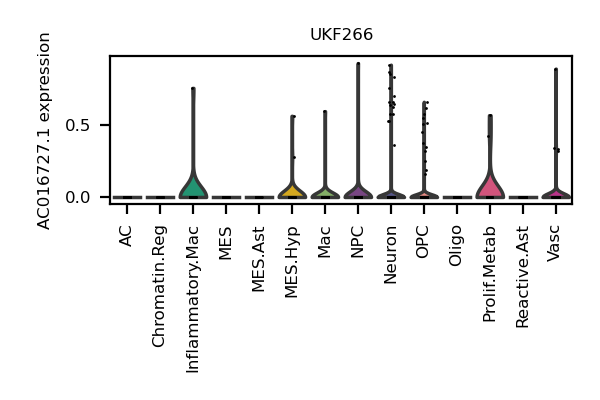 UKF266
AC016727.1 expression
0.5
0.0
AC
Chromatin.Reg
Inflammatory.Mac
MES
MES.Ast
MES.Hyp
Mac
NPC
Neuron
OPC
Oligo
Prolif.Metab
Reactive.Ast
Vasc